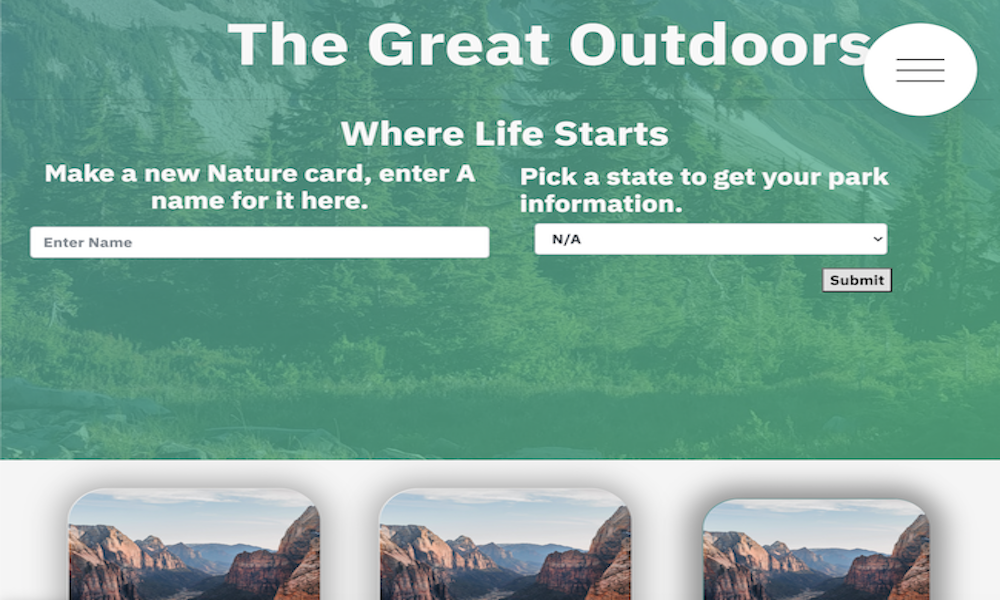 The Great Outdoors
Where Life Starts
Make a new Nature card, enter A
name for it here.
Enter Name
Pick a state to get your park
information.
N/A
Submit